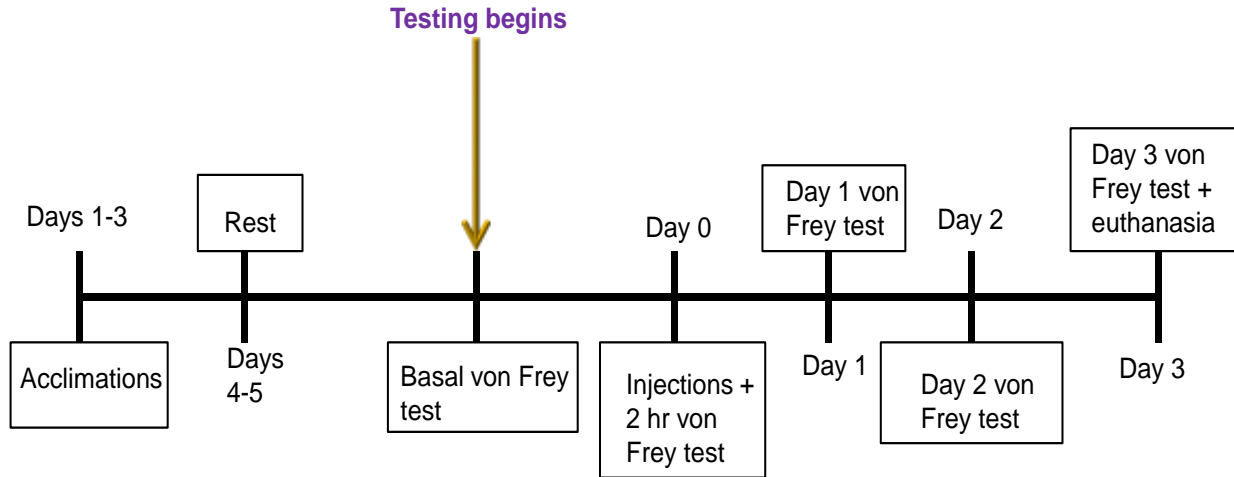 Testing begins
Days 1-3
Acclimations
Rest
Days
4-5
Basal von Frey
test
Day 0
Injections +
2 hr von
Frey test
Day 1 von
Frey test
Day 1
Day 2
Day 2 von
Frey test
Day 3 von
Frey test +
euthanasia
Day 3